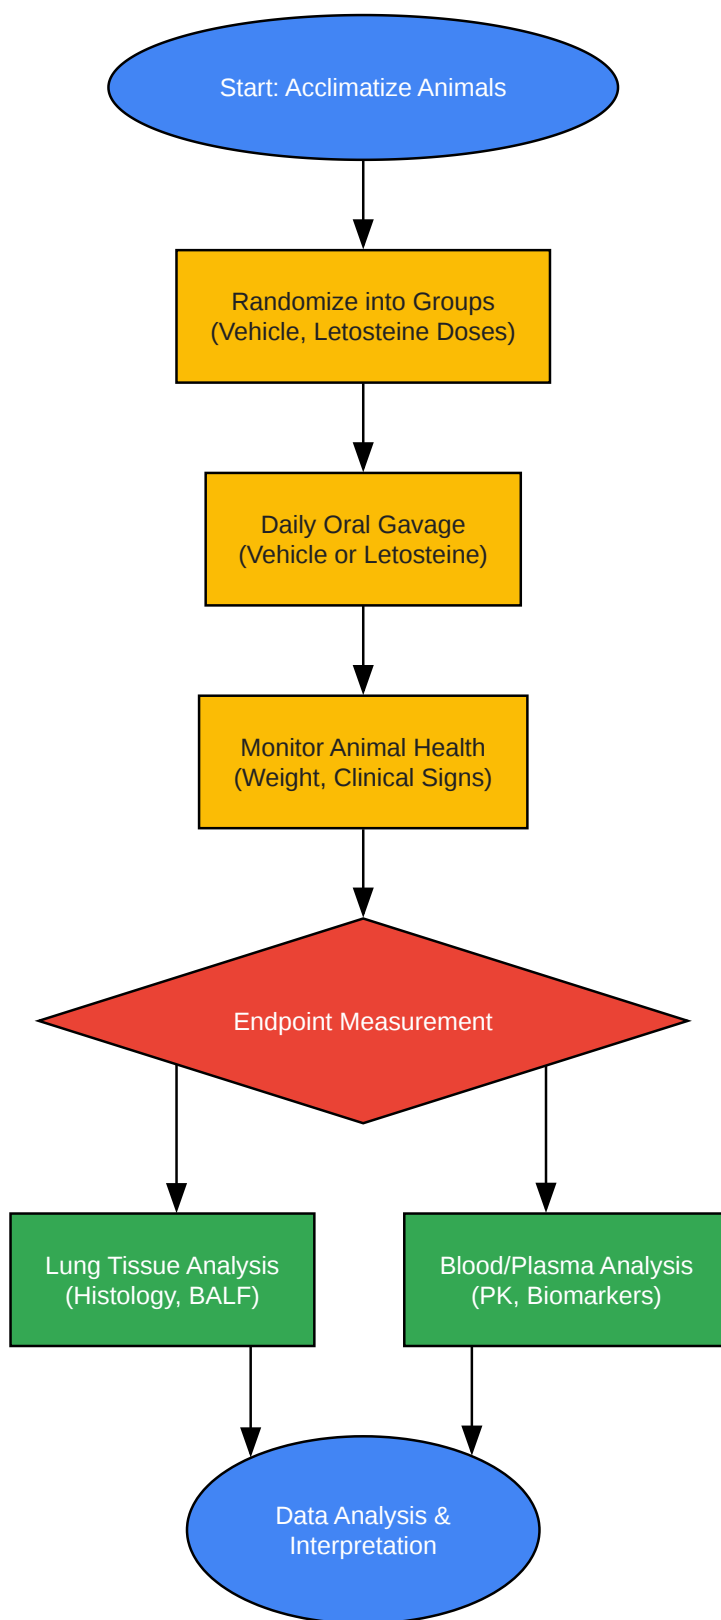 Start: Acclimatize Animals
Randomize into Groups
(Vehicle, Letosteine Doses)
Daily Oral Gavage
(Vehicle or Letosteine)
Monitor Animal Health
(Weight, Clinical Signs)
Endpoint Measurement
Lung Tissue Analysis
(Histology, BALF)
Blood/Plasma Analysis
(PK, Biomarkers)
Data Analysis &
Interpretation